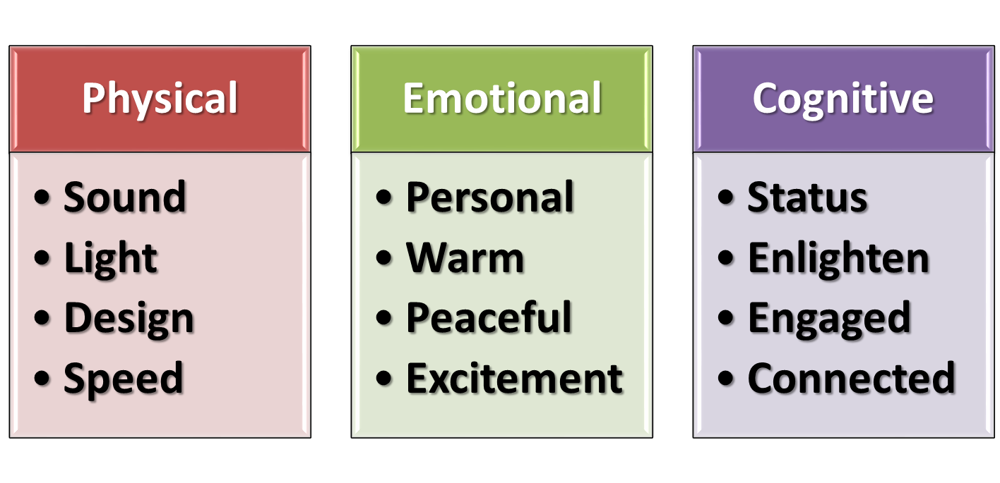 Physical
• Sound
• Light
• Design
• Speed
Emotional
• Personal
• Warm
• Peaceful
• Excitement
Cognitive
• Status
• Enlighten
• Engaged
• Connected